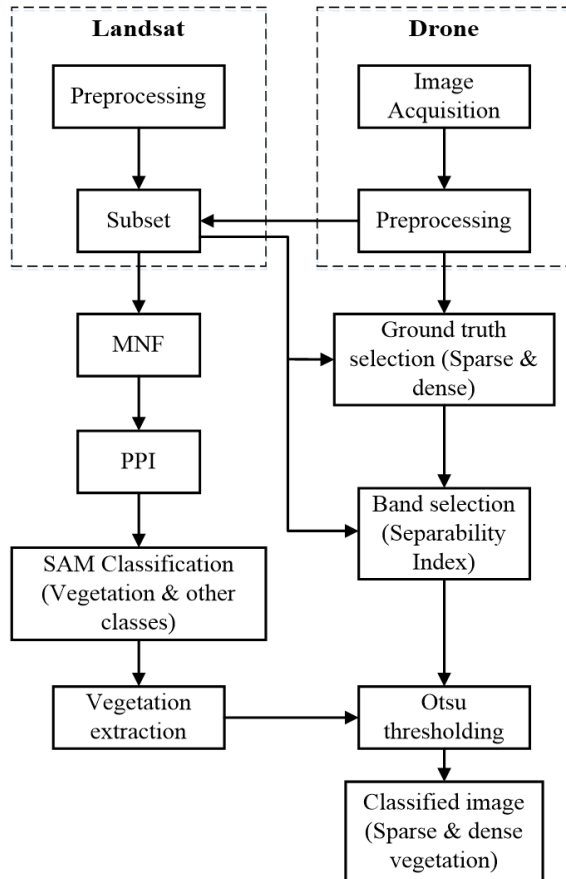 Landsat
Preprocessing
Subset
MNF
PPI
SAM Classification
(Vegetation & other
classes)
Vegetation
extraction
Drone
Image
Acquisition
Preprocessing
Ground truth
selection (Sparse &
dense)
Band selection
(Separability
Index)
Otsu
thresholding
Classified image
(Sparse & dense
vegetation)